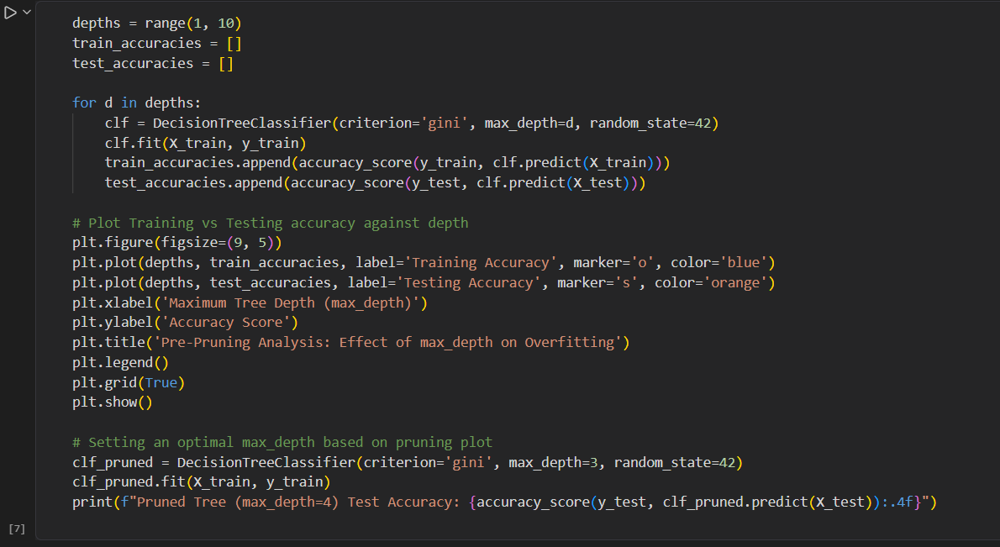 depths = range(1, 10)
train_accuracies = []
test_accuracies = []
for d in depths:
    clf = DecisionTreeClassifier(criterion='gini', max_depth=d, random_state=42)
    clf.fit(X_train, y_train)
    train_accuracies.append(accuracy_score(y_train, clf.predict(X_train)))
    test_accuracies.append(accuracy_score(y_test, clf.predict(X_test)))
# Plot Training vs Testing accuracy against depth
plt.figure(figsize=(9, 5))
plt.plot(depths, train_accuracies, label='Training Accuracy', marker='o', color='blue')
plt.plot(depths, test_accuracies, label='Testing Accuracy', marker='s', color='orange')
plt.xlabel('Maximum Tree Depth (max_depth)')
plt.ylabel('Accuracy Score')
plt.title('Pre-Pruning Analysis: Effect of max_depth on Overfitting')
plt.legend()
plt.grid(True)
plt.show()
# Setting an optimal max_depth based on pruning plot
clf_pruned = DecisionTreeClassifier(criterion='gini', max_depth=3, random_state=42)
clf_pruned.fit(X_train, y_train)
print(f"Pruned Tree (max_depth=4) Test Accuracy: {accuracy_score(y_test, clf_pruned.predict(X_test)):.4f}")
[7]